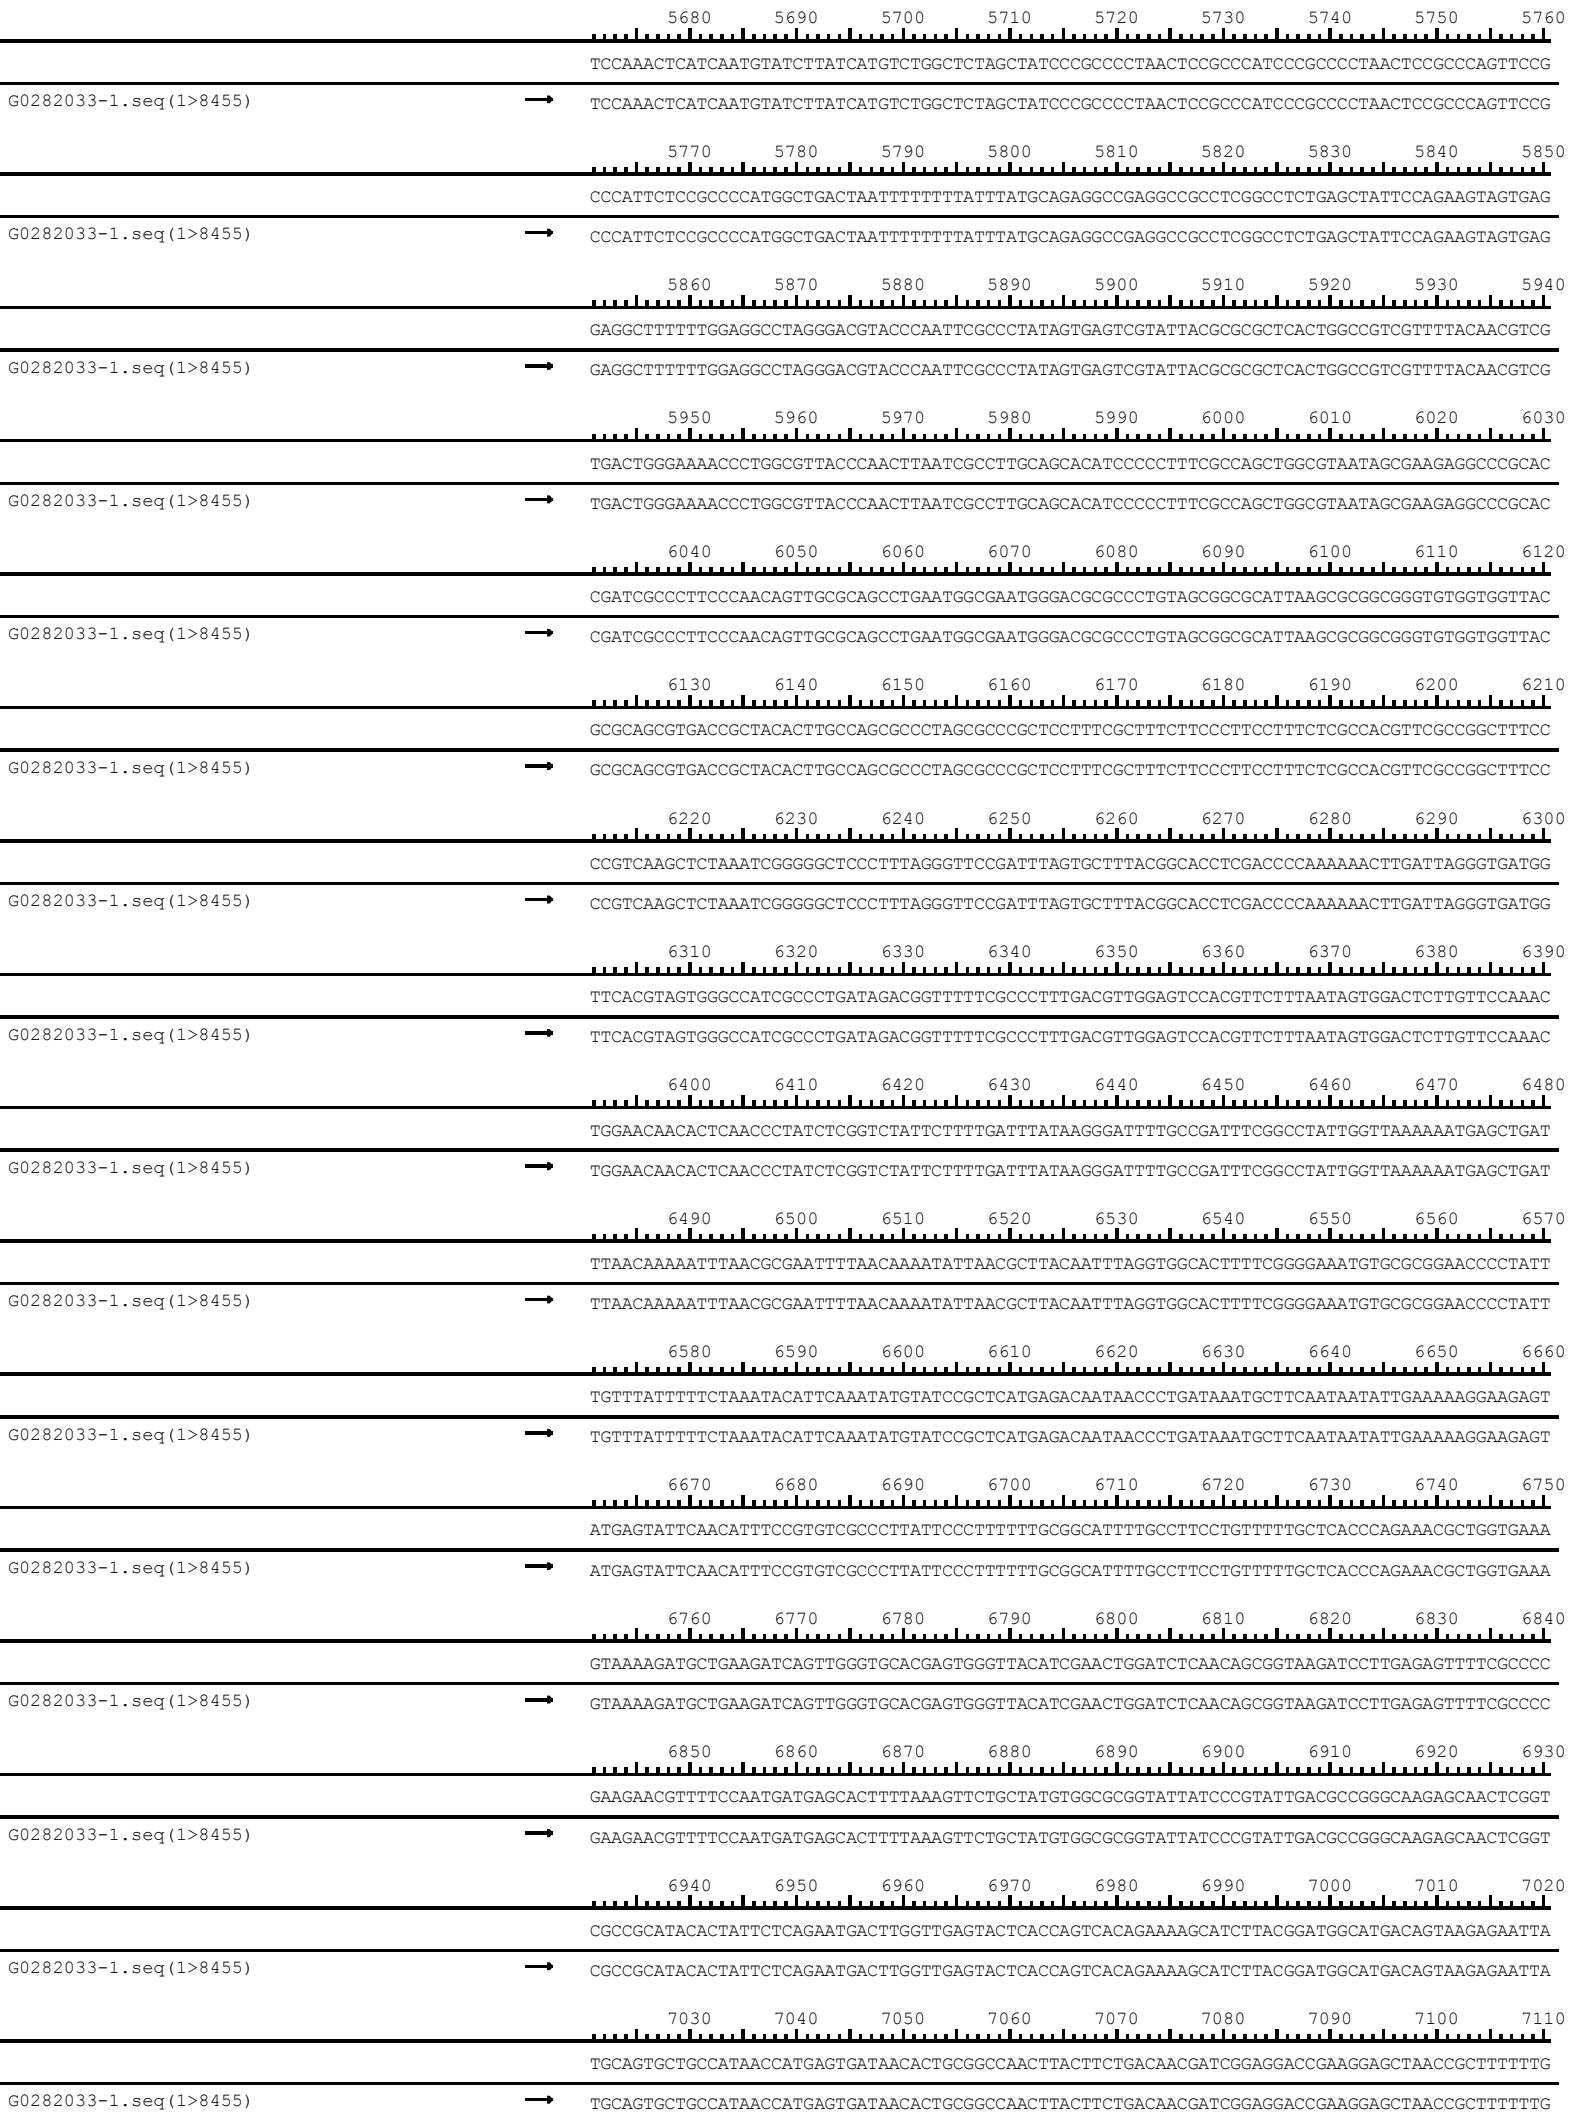 5680 5690 5700 5710 5720 5730 5740 5750 5760
TCCAAACTCATCAATGTATCTTATCATGTCTGGCTCTAGCTATCCCGCCCCTAACTCCGCCCATCCCGCCCCTAACTCCGCCCAGTTCCG
G0282033-1.seq(1>8455) → TCCAAACTCATCAATGTATCTTATCATGTCTGGCTCTAGCTATCCCGCCCCTAACTCCGCCCATCCCGCCCCTAACTCCGCCCAGTTCCG
5770 5780 5790 5800 5810 5820 5830 5840 5850
CCCATTCTCCGCCCCATGGCTGACTAATTTTTTTTATTTATGCAGAGGCCGAGGCCGCCTCGGCCTCTGAGCTATTCCAGAAGTAGTGAG
G0282033-1.seq(1>8455) → CCCATTCTCCGCCCCATGGCTGACTAATTTTTTTTATTTATGCAGAGGCCGAGGCCGCCTCGGCCTCTGAGCTATTCCAGAAGTAGTGAG
5860 5870 5880 5890 5900 5910 5920 5930 5940
GAGGCTTTTTTGGAGGCCTAGGGACGTACCCAATTCGCCCTATAGTGAGTCGTATTACGCGCGCTCACTGGCCGTCGTTTTACAACGTCG
G0282033-1.seq(1>8455) → GAGGCTTTTTTGGAGGCCTAGGGACGTACCCAATTCGCCCTATAGTGAGTCGTATTACGCGCGCTCACTGGCCGTCGTTTTACAACGTCG
5950 5960 5970 5980 5990 6000 6010 6020 6030
TGACTGGGAAAACCCTGGCGTTACCCAACTTAATCGCCTTGCAGCACATCCCCCTTTCGCCAGCTGGCGTAATAGCGAAGAGGCCCGCAC
G0282033-1.seq(1>8455) → TGACTGGGAAAACCCTGGCGTTACCCAACTTAATCGCCTTGCAGCACATCCCCCTTTCGCCAGCTGGCGTAATAGCGAAGAGGCCCGCAC
6040 6050 6060 6070 6080 6090 6100 6110 6120
CGATCGCCCTTCCCAACAGTTGCGCAGCCTGAATGGCGAATGGGACGCGCCCTGTAGCGGCGCATTAAGCGCGGCGGGTGTGGTGGTTAC
G0282033-1.seq(1>8455) → CGATCGCCCTTCCCAACAGTTGCGCAGCCTGAATGGCGAATGGGACGCGCCCTGTAGCGGCGCATTAAGCGCGGCGGGTGTGGTGGTTAC
6130 6140 6150 6160 6170 6180 6190 6200 6210
GCGCAGCGTGACCGCTACACTTGCCAGCGCCCTAGCGCCCGCTCCTTTCGCTTTCTTCCCTTCCTTTCTCGCCACGTTCGCCGGCTTTCC
G0282033-1.seq(1>8455) → GCGCAGCGTGACCGCTACACTTGCCAGCGCCCTAGCGCCCGCTCCTTTCGCTTTCTTCCCTTCCTTTCTCGCCACGTTCGCCGGCTTTCC
6220 6230 6240 6250 6260 6270 6280 6290 6300
CCGTCAAGCTCTAAATCGGGGGCTCCCTTTAGGGTTCCGATTTAGTGCTTTACGGCACCTCGACCCCAAAAAACTTGATTAGGGTGATGG
G0282033-1.seq(1>8455) → CCGTCAAGCTCTAAATCGGGGGCTCCCTTTAGGGTTCCGATTTAGTGCTTTACGGCACCTCGACCCCAAAAAACTTGATTAGGGTGATGG
6310 6320 6330 6340 6350 6360 6370 6380 6390
TTCACGTAGTGGGCCATCGCCCTGATAGACGGTTTTTCGCCCTTTGACGTTGGAGTCCACGTTCTTTAATAGTGGACTCTTGTTCCAAAC
G0282033-1.seq(1>8455) → TTCACGTAGTGGGCCATCGCCCTGATAGACGGTTTTTCGCCCTTTGACGTTGGAGTCCACGTTCTTTAATAGTGGACTCTTGTTCCAAAC
6400 6410 6420 6430 6440 6450 6460 6470 6480
TGGAACAACACTCAACCCTATCTCGGTCTATTCTTTTGATTTATAAGGGATTTTGCCGATTTCGGCCTATTGGTTAAAAAATGAGCTGAT
G0282033-1.seq(1>8455) → TGGAACAACACTCAACCCTATCTCGGTCTATTCTTTTGATTTATAAGGGATTTTGCCGATTTCGGCCTATTGGTTAAAAAATGAGCTGAT
6490 6500 6510 6520 6530 6540 6550 6560 6570
TTAACAAAAATTTAACGCGAATTTTAACAAAATATTAACGCTTACAATTTAGGTGGCACTTTTCGGGGAAATGTGCGCGGAACCCCTATT
G0282033-1.seq(1>8455) → TTAACAAAAATTTAACGCGAATTTTAACAAAATATTAACGCTTACAATTTAGGTGGCACTTTTCGGGGAAATGTGCGCGGAACCCCTATT
6580 6590 6600 6610 6620 6630 6640 6650 6660
TGTTTATTTTTCTAAATACATTCAAATATGTATCCGCTCATGAGACAATAACCCTGATAAATGCTTCAATAATATTGAAAAAGGAAGAGT
G0282033-1.seq(1>8455) → TGTTTATTTTTCTAAATACATTCAAATATGTATCCGCTCATGAGACAATAACCCTGATAAATGCTTCAATAATATTGAAAAAGGAAGAGT
6670 6680 6690 6700 6710 6720 6730 6740 6750
ATGAGTATTCAACATTTCCGTGTCGCCCTTATTCCCTTTTTTGCGGCATTTTGCCTTCCTGTTTTTGCTCACCCAGAAACGCTGGTGAAA
G0282033-1.seq(1>8455) → ATGAGTATTCAACATTTCCGTGTCGCCCTTATTCCCTTTTTTGCGGCATTTTGCCTTCCTGTTTTTGCTCACCCAGAAACGCTGGTGAAA
6760 6770 6780 6790 6800 6810 6820 6830 6840
GTAAAAGATGCTGAAGATCAGTTGGGTGCACGAGTGGGTTACATCGAACTGGATCTCAACAGCGGTAAGATCCTTGAGAGTTTTCGCCCC
G0282033-1.seq(1>8455) → GTAAAAGATGCTGAAGATCAGTTGGGTGCACGAGTGGGTTACATCGAACTGGATCTCAACAGCGGTAAGATCCTTGAGAGTTTTCGCCCC
6850 6860 6870 6880 6890 6900 6910 6920 6930
GAAGAACGTTTTCCAATGATGAGCACTTTTAAAGTTCTGCTATGTGGCGCGGTATTATCCCGTATTGACGCCGGGCAAGAGCAACTCGGT
G0282033-1.seq(1>8455) → GAAGAACGTTTTCCAATGATGAGCACTTTTAAAGTTCTGCTATGTGGCGCGGTATTATCCCGTATTGACGCCGGGCAAGAGCAACTCGGT
6940 6950 6960 6970 6980 6990 7000 7010 7020
CGCCGCATACACTATTCTCAGAATGACTTGGTTGAGTACTCACCAGTCACAGAAAAGCATCTTACGGATGGCATGACAGTAAGAGAATTA
G0282033-1.seq(1>8455) → CGCCGCATACACTATTCTCAGAATGACTTGGTTGAGTACTCACCAGTCACAGAAAAGCATCTTACGGATGGCATGACAGTAAGAGAATTA
7030 7040 7050 7060 7070 7080 7090 7100 7110
TGCAGTGCTGCCATAACCATGAGTGATAACACTGCGGCCAACTTACTTCTGACAACGATCGGAGGACCGAAGGAGCTAACCGCTTTTTTG
G0282033-1.seq(1>8455) → TGCAGTGCTGCCATAACCATGAGTGATAACACTGCGGCCAACTTACTTCTGACAACGATCGGAGGACCGAAGGAGCTAACCGCTTTTTTG